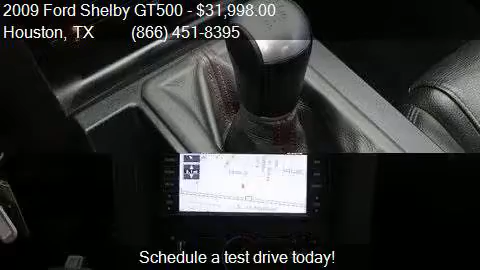 2009 Ford Shelby GT500 - $31,998.00
Houston, TX (866) 451-8395
Schedule a test drive today!